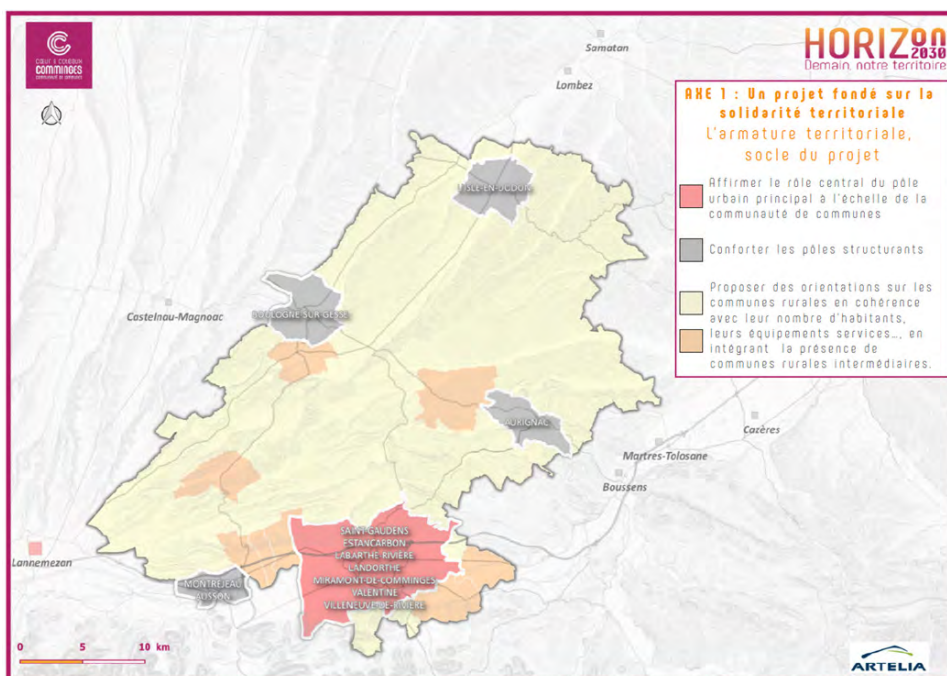 CŒUR & COTEAUX
COMMINGES
COMMUNAUTÉ DE COMMUNES
HORIZON
2030
Demain, notre territoire
AXE 1 : Un projet fondé sur la
solidarité territoriale
L'armature territoriale,
socle du projet
Affirmer le rôle central du pôle
urbain principal à l'échelle de la
communauté de communes
Conforter les pôles structurants
Proposer des orientations sur les
communes rurales en cohérence
avec leur nombre d'habitants,
leurs équipements services…, en
intégrant la présence de
communes rurales intermédiaires.
Samatan
Lombez
L'ISLE-EN-DODON
Castelnau-Magnoac
BOULOGNE-SUR-GESSE
AURIGNAC
Cazères
Martres-Tolosane
Boussens
SAINT-GAUDENS
ESTANCARBON
LABARTHE-RIVIÈRE
LANDORTHE
MIRAMONT-DE-COMMINGES
VALENTINE
VILLENEUVE-DE-RIVIÈRE
Lannemezan
MONTRÉJEAU
AUSSON
0 5 10 km
ARTELIA